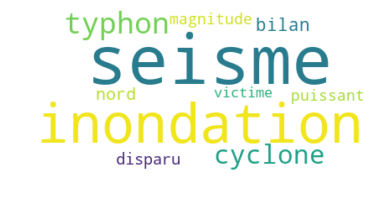 typhon magnitude bilan
seisme
nord victime puissant
inondation
disparu cyclone